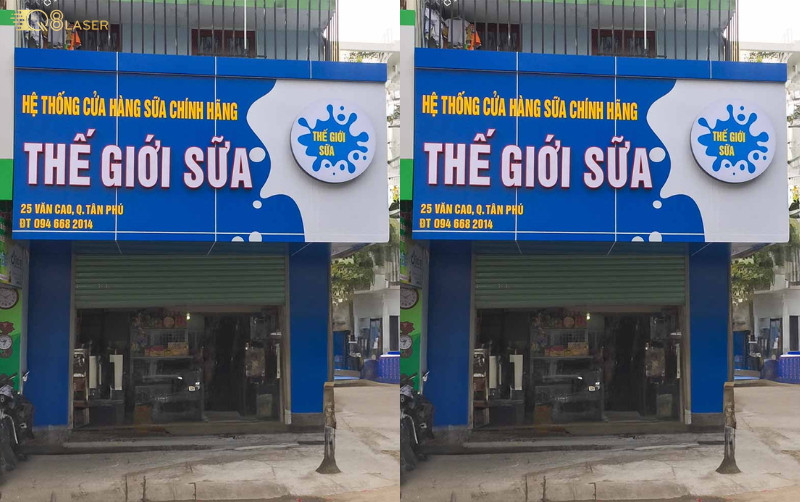 Q8LASER
HỆ THỐNG CỬA HÀNG SỮA CHÍNH HÃNG
THẾ GIỚI SỮA
THẾ GIỚI
SỮA
25 VĂN CAO, Q. TÂN PHÚ
ĐT 094 668 2014
HỆ THỐNG CỬA HÀNG SỮA CHÍNH HÃNG
THẾ GIỚI SỮA
THẾ GIỚI
SỮA
25 VĂN CAO, Q. TÂN PHÚ
ĐT 094 668 2014